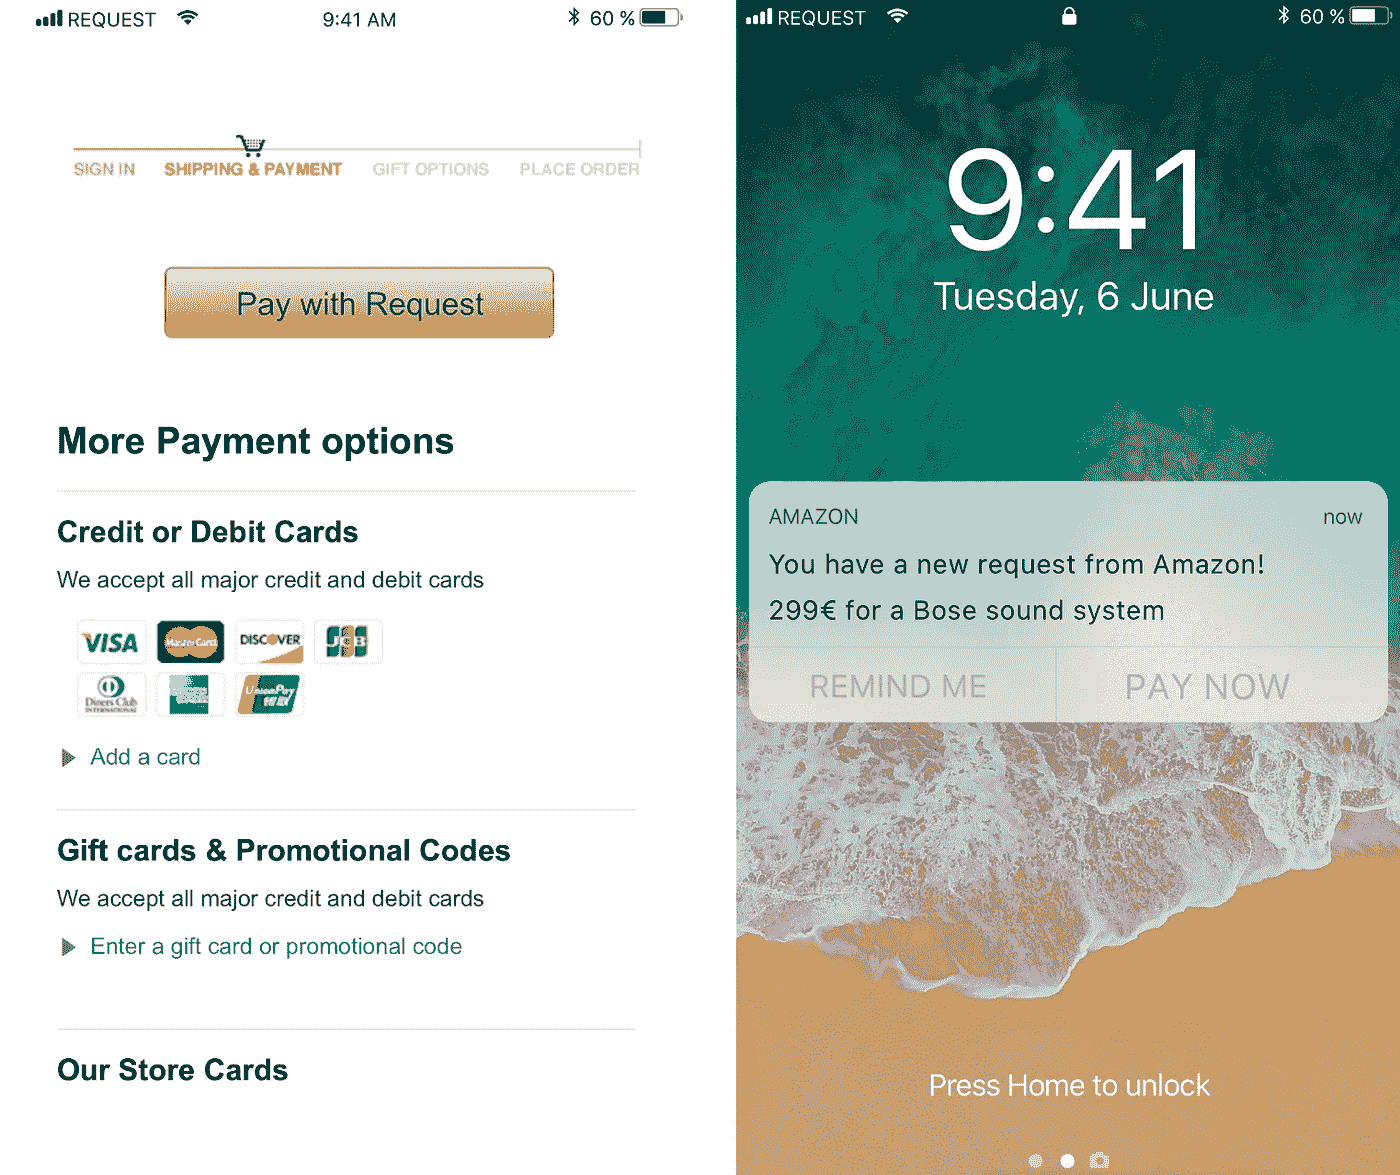 REQUEST 9:41 AM 60 %
SIGN IN SHIPPING & PAYMENT GIFT OPTIONS PLACE ORDER
Pay with Request
More Payment options
Credit or Debit Cards
We accept all major credit and debit cards
VISA MasterCard DISCOVER JCB
Diners Club INTERNATIONAL UnionPay
Add a card
Gift cards & Promotional Codes
We accept all major credit and debit cards
Enter a gift card or promotional code
Our Store Cards
REQUEST 60 %
9:41
Tuesday, 6 June
AMAZON now
You have a new request from Amazon!
299€ for a Bose sound system
REMIND ME PAY NOW
Press Home to unlock